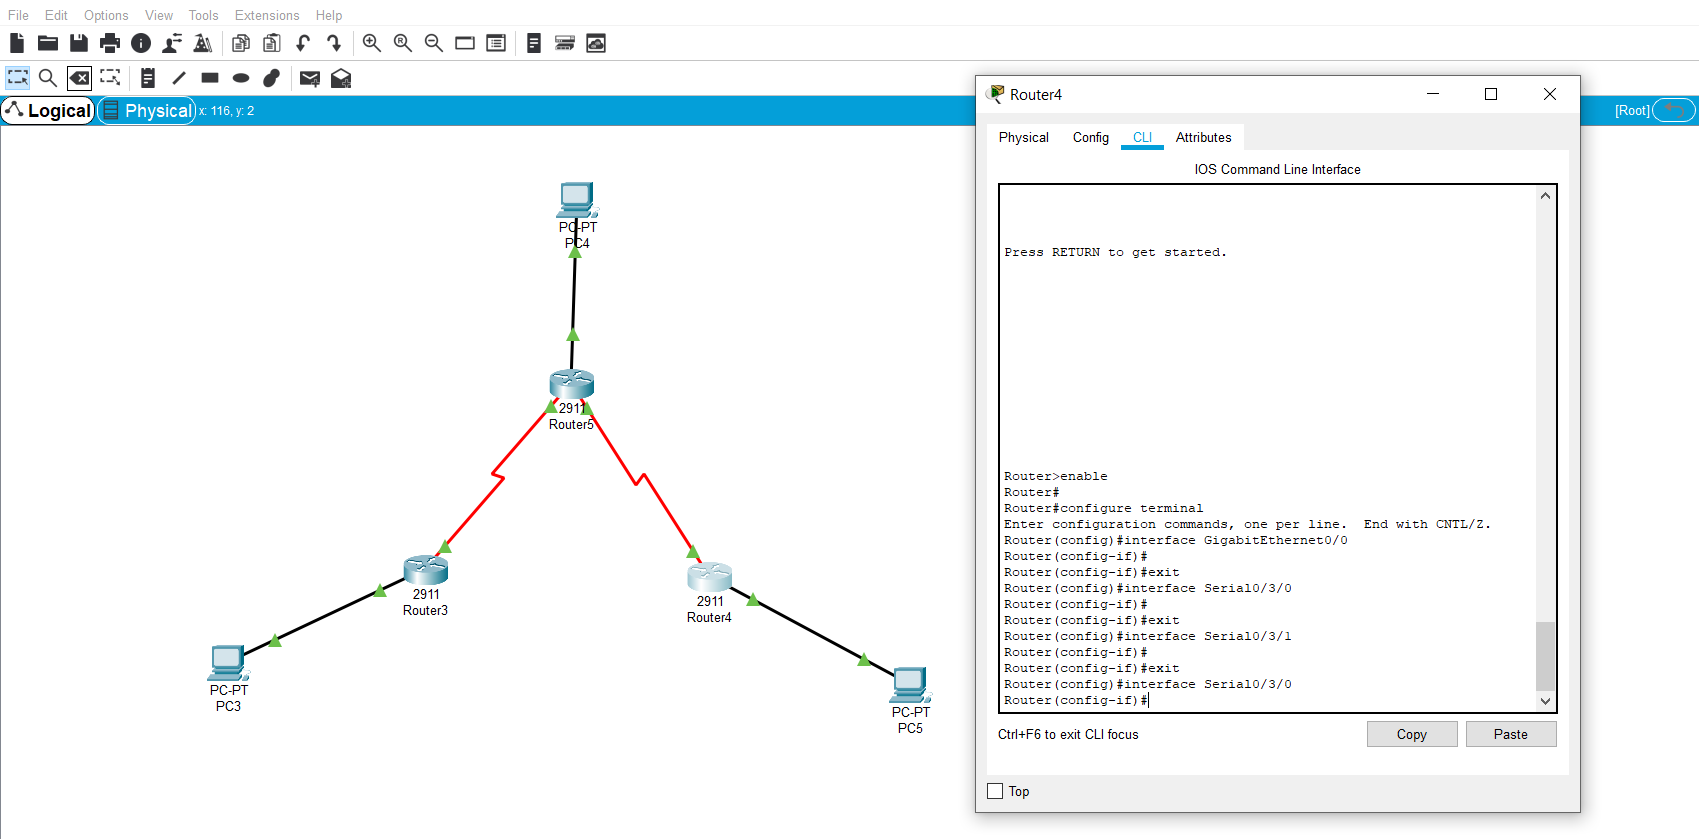 File Edit Options View Tools Extensions Help
Logical Physical x: 116, y: 2
[Root]
PC-PT
PC4
2911
Router5
2911
Router3
2911
Router4
PC-PT
PC3
PC-PT
PC5
Router4
Physical Config CLI Attributes
IOS Command Line Interface
Press RETURN to get started.
Router>enable
Router#
Router#configure terminal
Enter configuration commands, one per line.  End with CNTL/Z.
Router(config)#interface GigabitEthernet0/0
Router(config-if)#
Router(config-if)#exit
Router(config)#interface Serial0/3/0
Router(config-if)#
Router(config-if)#exit
Router(config)#interface Serial0/3/1
Router(config-if)#
Router(config-if)#exit
Router(config)#interface Serial0/3/0
Router(config-if)#
Ctrl+F6 to exit CLI focus
Copy Paste
Top